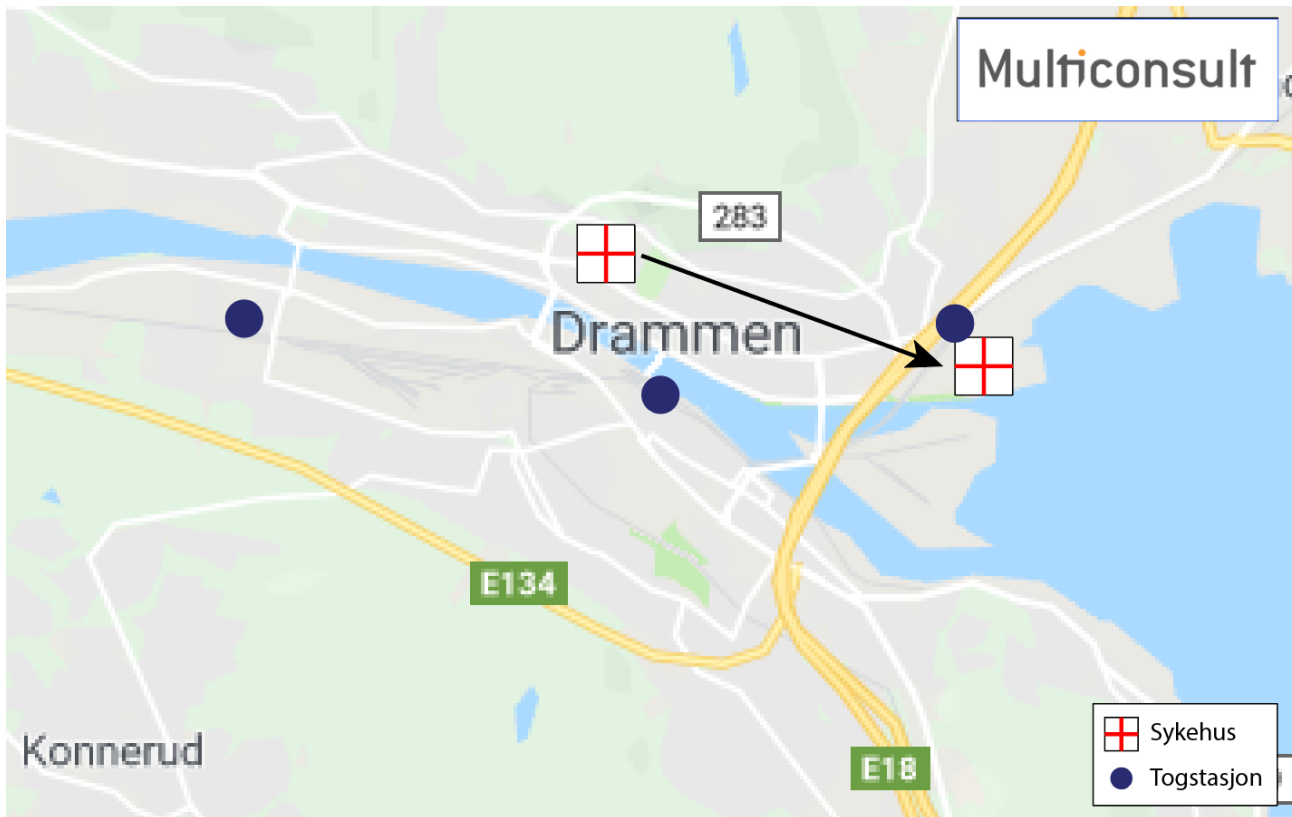 Multiconsult
283
Drammen
E134
Konnerud
E18
Sykehus
Togstasjon